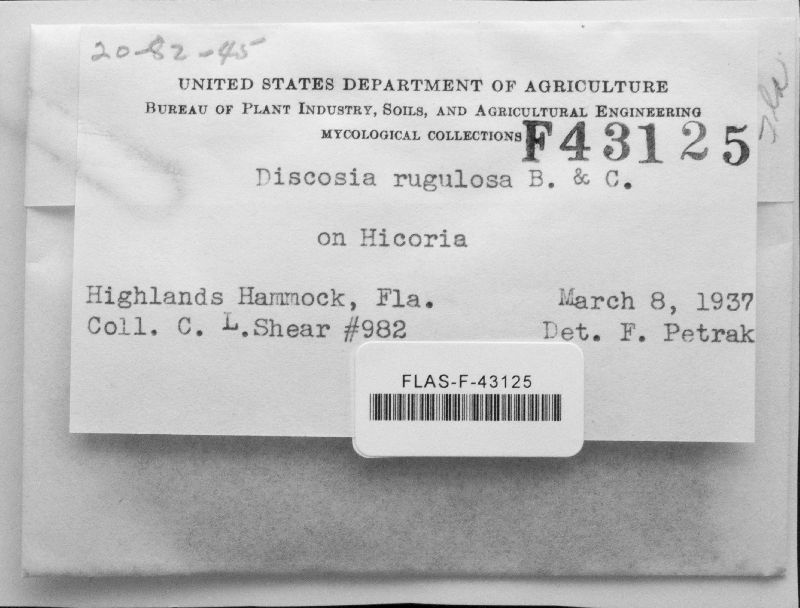 20-82-45
UNITED STATES DEPARTMENT OF AGRICULTURE
BUREAU OF PLANT INDUSTRY, SOILS, AND AGRICULTURAL ENGINEERING
MYCOLOGICAL COLLECTIONS
F43125
Fla.
Discosia rugulosa B. & C.
on Hicoria
Highlands Hammock, Fla. March 8, 1937
Coll. C. L.Shear #982 Det. F. Petrak
FLAS-F-43125